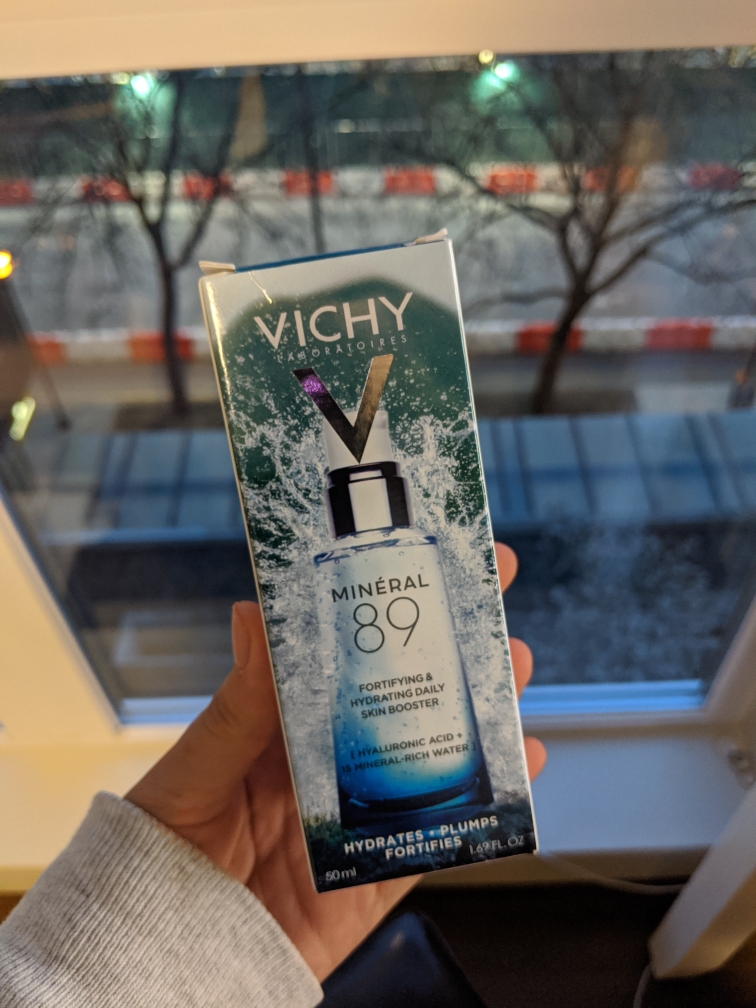 VICHY
LABORATOIRES
V
MINÉRAL
89
FORTIFYING &
HYDRATING DAILY
SKIN BOOSTER
[ HYALURONIC ACID +
15 MINERAL-RICH WATER ]
HYDRATES • PLUMPS
FORTIFIES
50 ml
1.69 FL. OZ